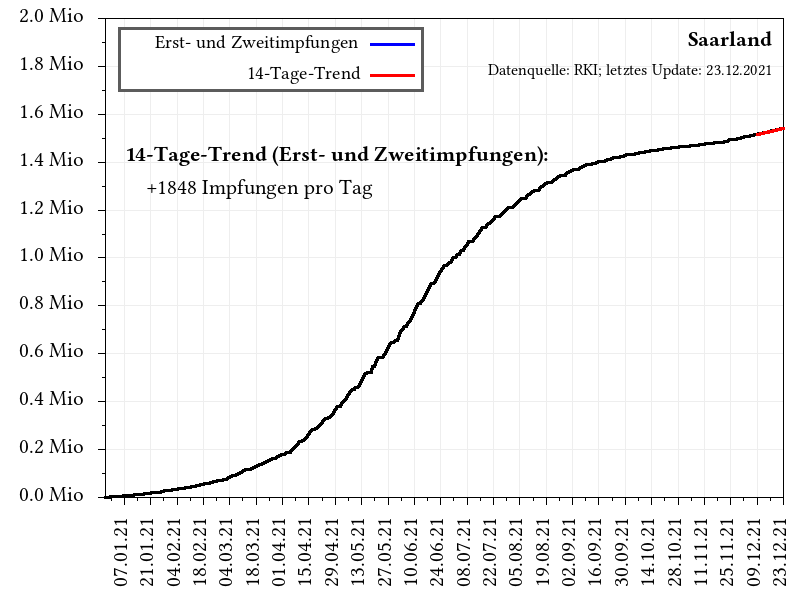 2.0 Mio
1.8 Mio
1.6 Mio
1.4 Mio
1.2 Mio
1.0 Mio
0.8 Mio
0.6 Mio
0.4 Mio
0.2 Mio
0.0 Mio
Erst- und Zweitimpfungen
14-Tage-Trend
Saarland
Datenquelle: RKI; letztes Update: 23.12.2021
14-Tage-Trend (Erst- und Zweitimpfungen):
+1848 Impfungen pro Tag
07.01.21
21.01.21
04.02.21
18.02.21
04.03.21
18.03.21
01.04.21
15.04.21
29.04.21
13.05.21
27.05.21
10.06.21
24.06.21
08.07.21
22.07.21
05.08.21
19.08.21
02.09.21
16.09.21
30.09.21
14.10.21
28.10.21
11.11.21
25.11.21
09.12.21
23.12.21